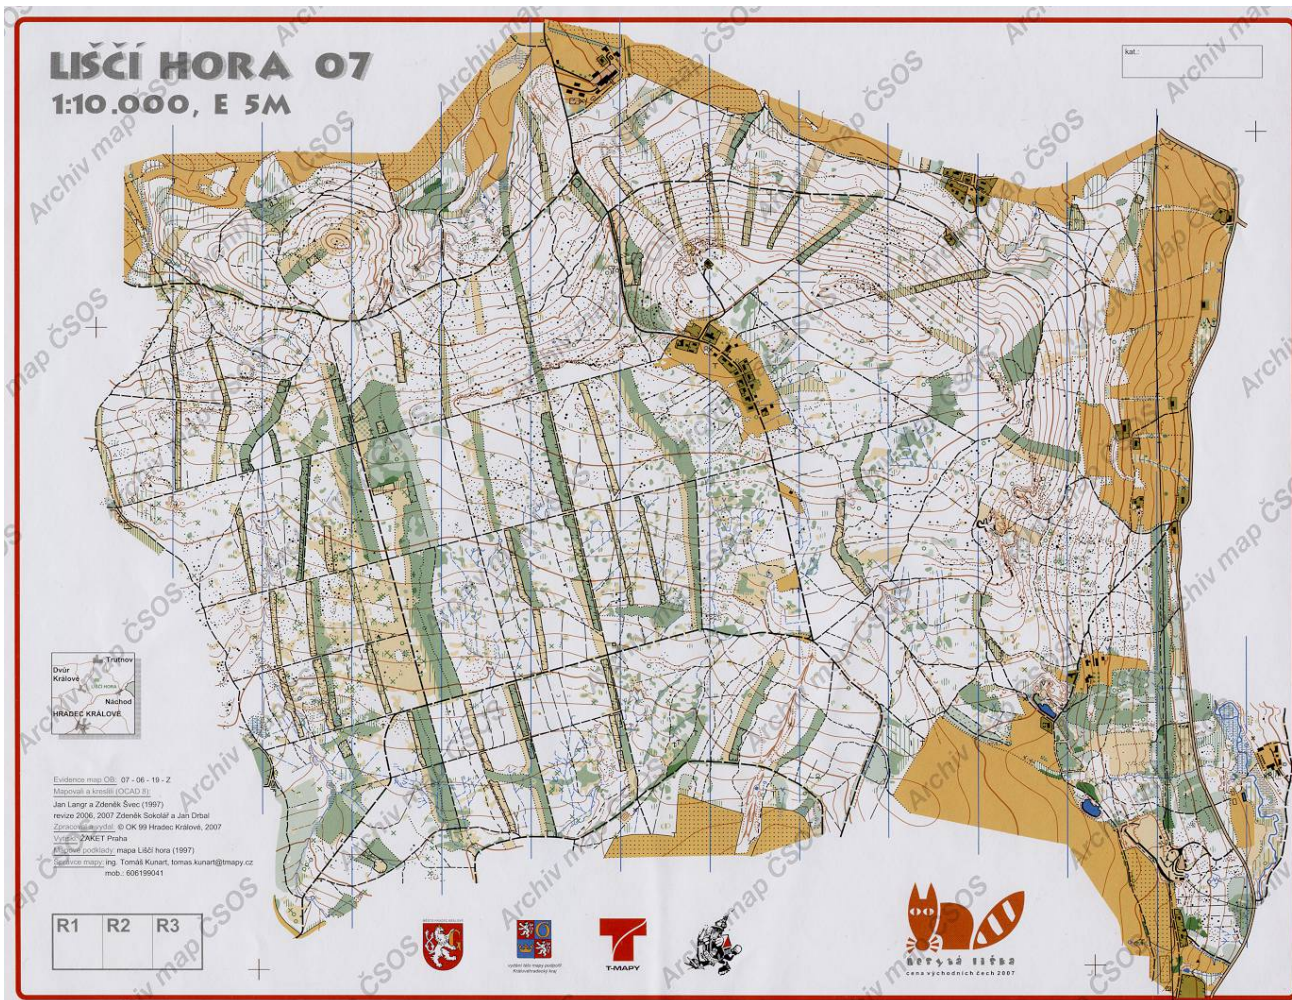 LIŠČÍ HORA 07
1:10.000, E 5M
kat.:
Trutnov
Dvůr
Králové
LIŠČÍ HORA
Náchod
HRADEC KRÁLOVÉ
Evidence map OB: 07 - 06 - 19 - Z
Mapovali a kreslili (OCAD 8):
Jan Langr a Zdeněk Švec (1997)
revize 2006, 2007 Zdeněk Sokolář a Jan Drbal
Zpracoval a vydal: © OK 99 Hradec Králové, 2007
Vytiskl: ŽAKET Praha
Mapové podklady: mapa Liščí hora (1997)
Správce mapy: ing. Tomáš Kunart, tomas.kunart@tmapy.cz
mob.: 606199041
R1 R2 R3
T-MAPY
cena východních čech 2007
Archiv map ČSOS